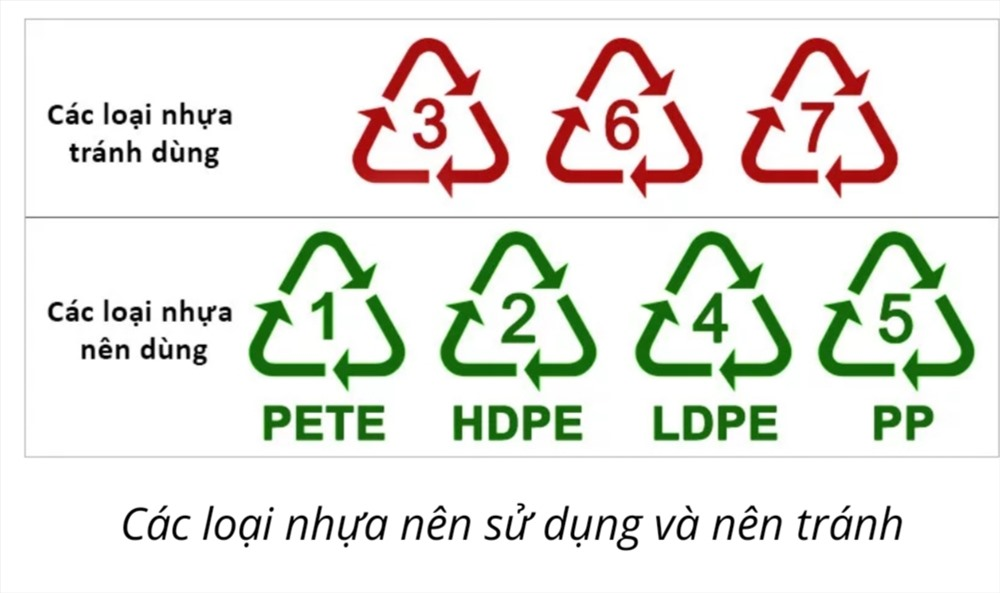 Các loại nhựa
tránh dùng
3 6 7
Các loại nhựa
nên dùng
1 2 4 5
PETE HDPE LDPE PP
Các loại nhựa nên sử dụng và nên tránh